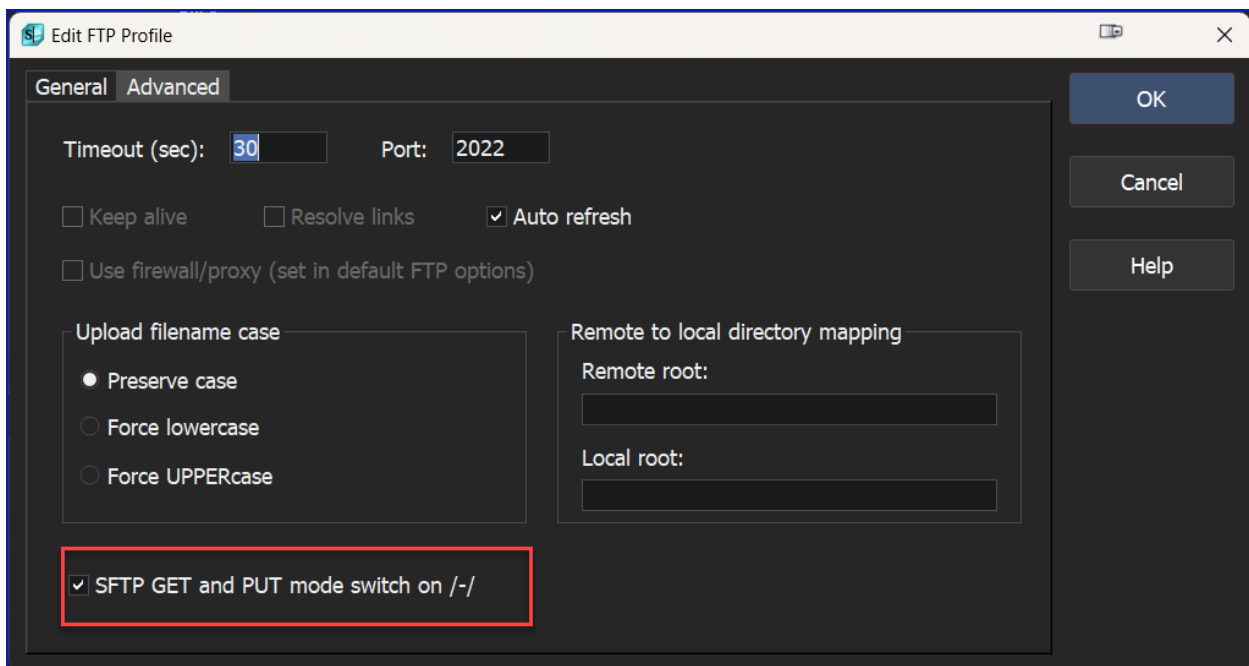 Edit FTP Profile
General Advanced
OK
Timeout (sec): 30 Port: 2022
Cancel
Keep alive Resolve links Auto refresh
Use firewall/proxy (set in default FTP options)
Help
Upload filename case
Preserve case
Force lowercase
Force UPPERcase
Remote to local directory mapping
Remote root:
Local root:
SFTP GET and PUT mode switch on /-/